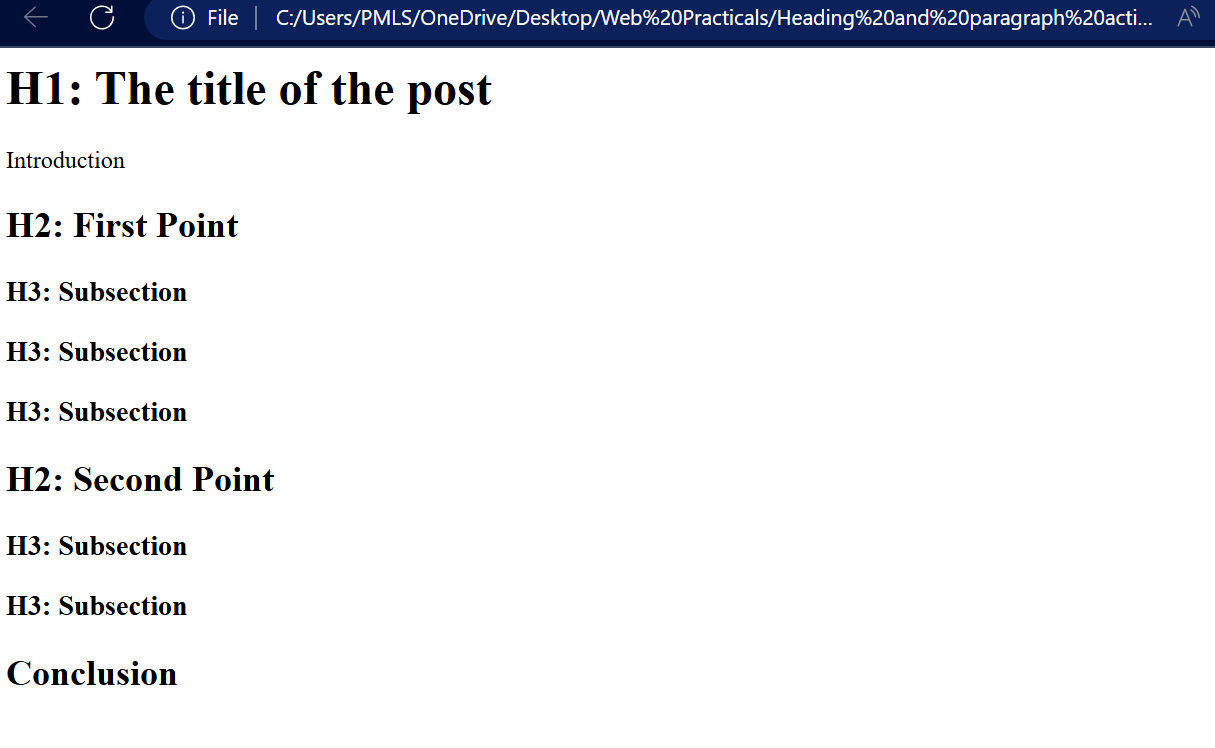 File C:/Users/PMLS/OneDrive/Desktop/Web%20Practicals/Heading%20and%20paragraph%20acti... A
H1: The title of the post
Introduction
H2: First Point
H3: Subsection
H3: Subsection
H3: Subsection
H2: Second Point
H3: Subsection
H3: Subsection
Conclusion